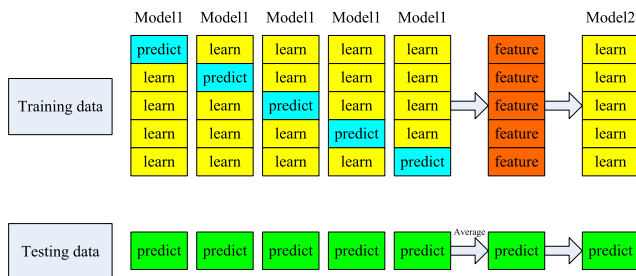 Model1 Model1 Model1 Model1 Model1 Model2
predict learn learn learn learn feature learn
learn predict learn learn learn feature learn
Training data learn learn predict learn learn feature learn
learn learn learn predict learn feature learn
learn learn learn learn predict feature learn
Average
Testing data predict predict predict predict predict predict predict